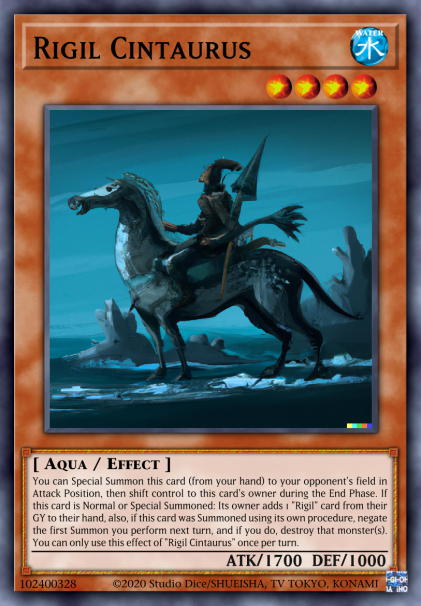 RIGIL CINTAURUS
WATER
水
[ AQUA / EFFECT ]
You can Special Summon this card (from your hand) to your opponent's field in
Attack Position, then shift control to this card's owner during the End Phase. If
this card is Normal or Special Summoned: Its owner adds 1 "Rigil" card from their
GY to their hand, also, if this card was Summoned using its own procedure, negate
the first Summon you perform next turn, and if you do, destroy that monster(s).
You can only use this effect of "Rigil Cintaurus" once per turn.
ATK/1700 DEF/1000
102400328 ©2020 Studio Dice/SHUEISHA, TV TOKYO, KONAMI